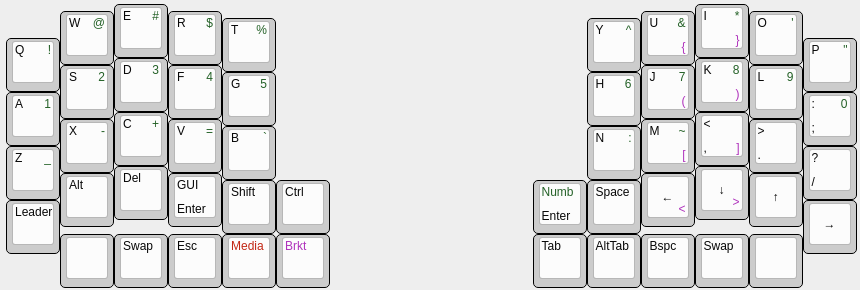 Q !
W @
E #
R $
T %
Y ^
U &
{
I *
}
O '
P "
A 1
S 2
D 3
F 4
G 5
H 6
J 7
(
K 8
)
L 9
: 0
;
Z _
X -
C +
V =
B `
N :
M ~
[
<
, ]
>
.
?
/
Leader
Alt
Del
GUI
Enter
Shift
Ctrl
Numb
Enter
Space
←
<
↓
>
↑
→
Swap
Esc
Media
Brkt
Tab
AltTab
Bspc
Swap